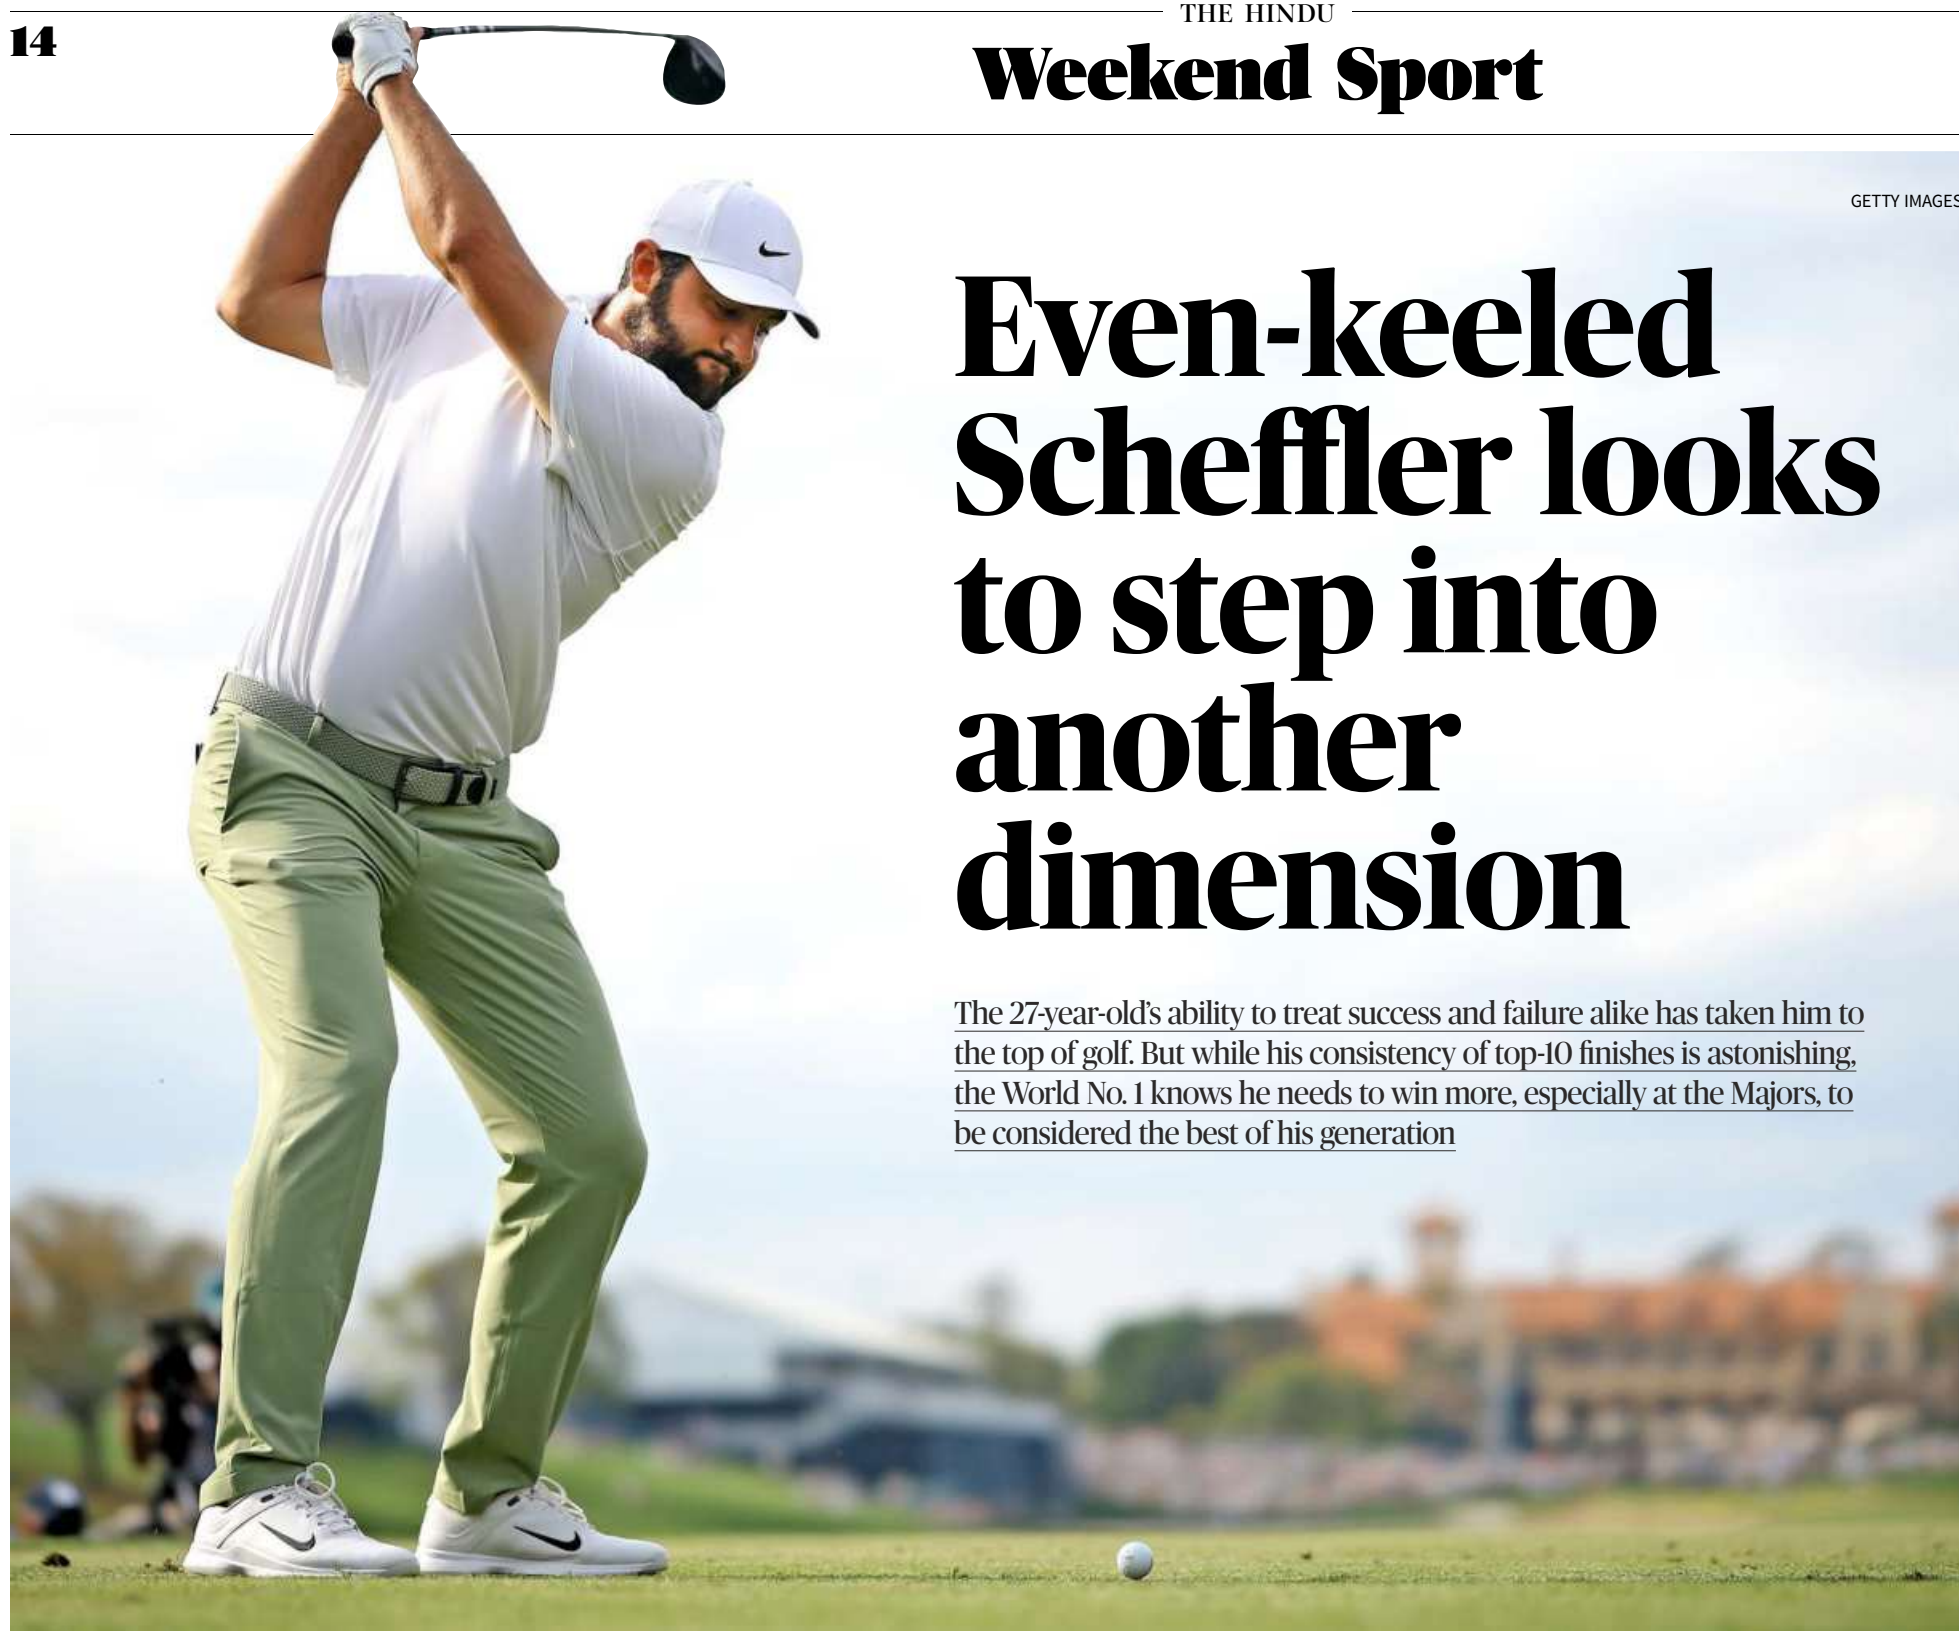 THE HINDU
14
Weekend Sport
GETTY IMAGES
Even-keeled
Scheffler looks
to step into
another
dimension
The 27-year-old’s ability to treat success and failure alike has taken him to
the top of golf. But while his consistency of top-10 finishes is astonishing,
the World No. 1 knows he needs to win more, especially at the Majors, to
be considered the best of his generation